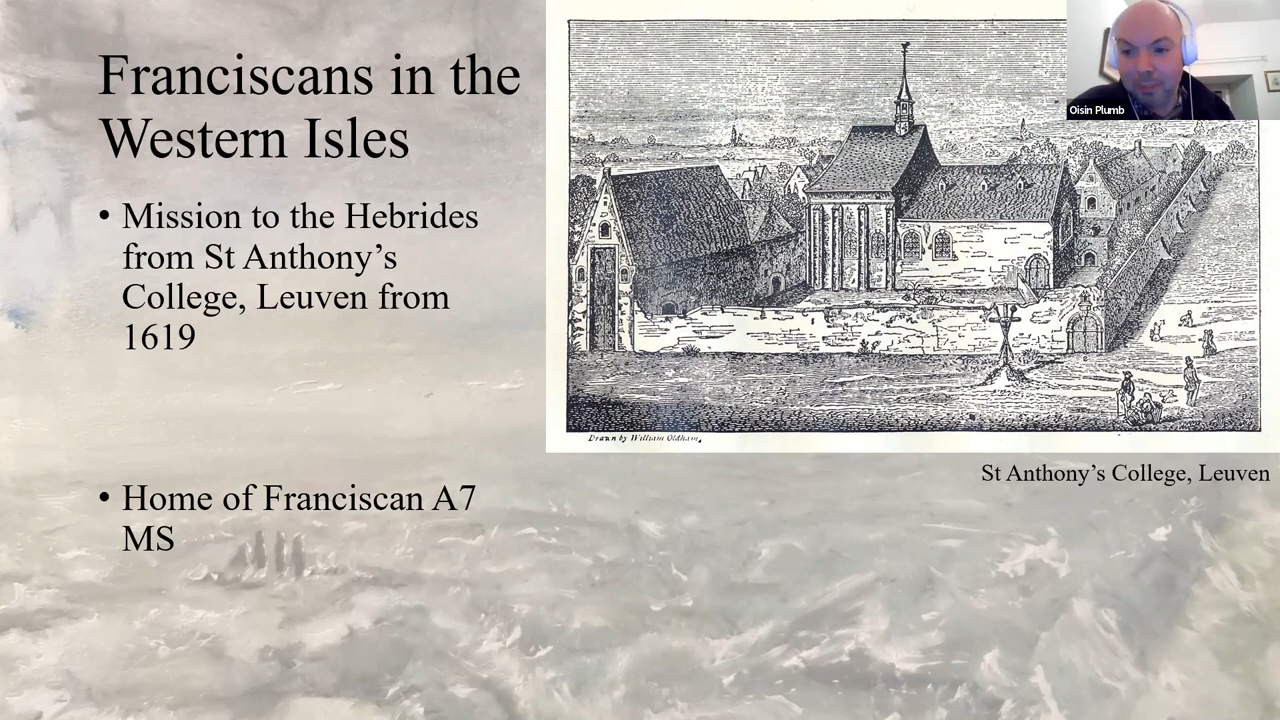 Franciscans in the
Western Isles
• Mission to the Hebrides
from St Anthony’s
College, Leuven from
1619
• Home of Franciscan A7
MS
Oisin Plumb
Drawn by William Oldham.
St Anthony’s College, Leuven